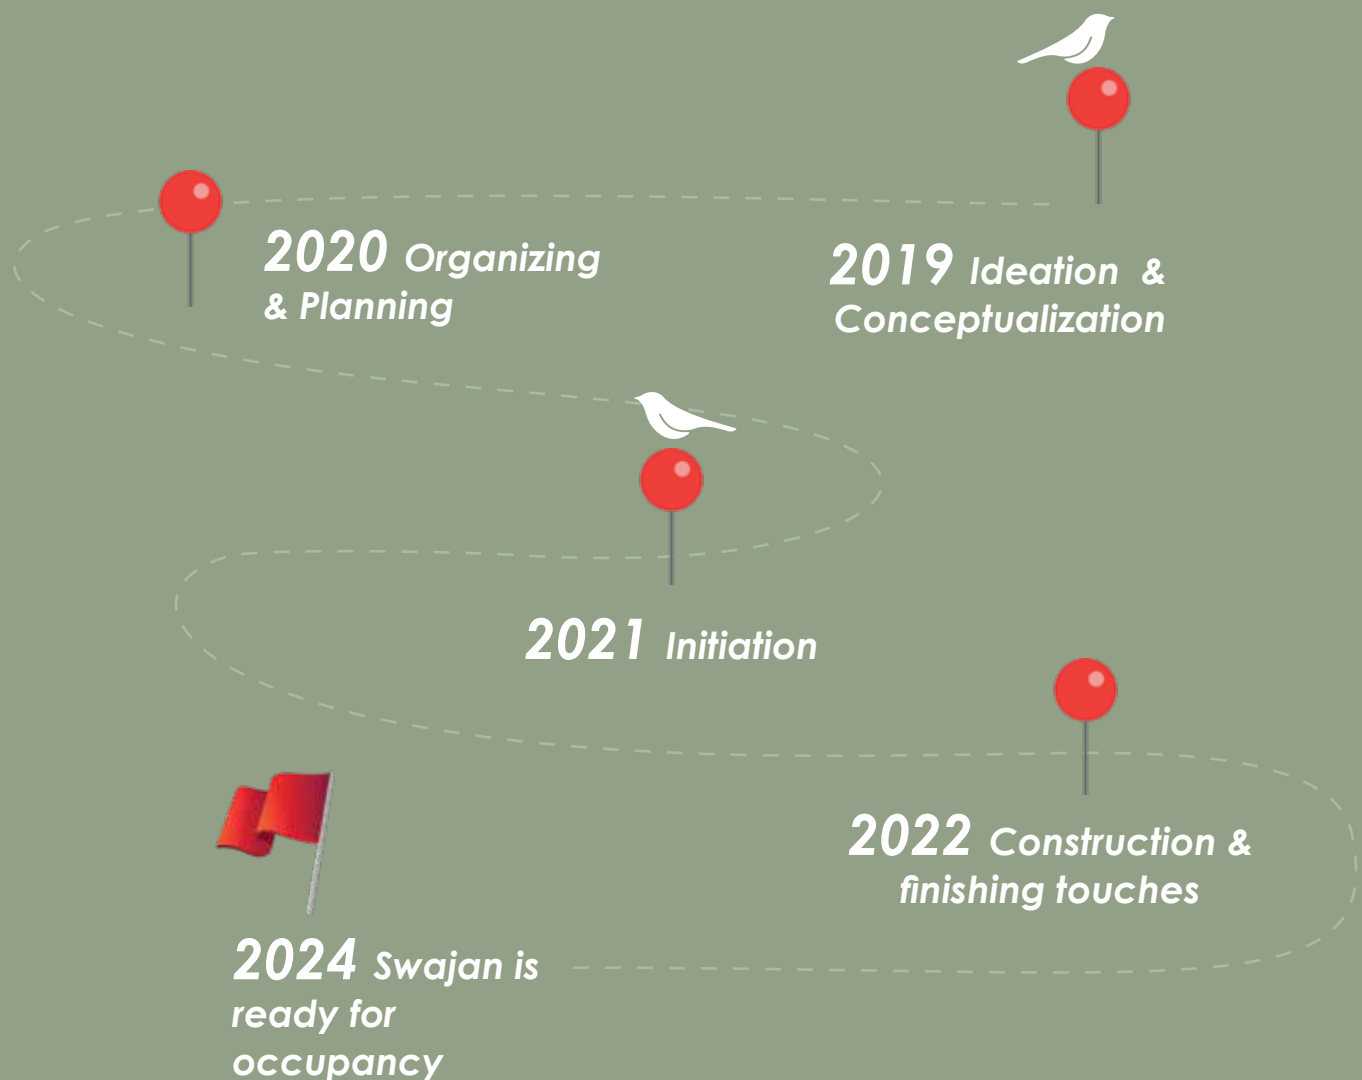 2020 Organizing
& Planning
2019 Ideation &
Conceptualization
2021 Initiation
2022 Construction &
finishing touches
2024 Swajan is
ready for
occupancy